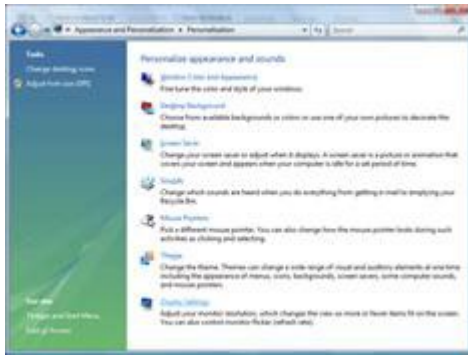 Appearance and Personalization ▸ Personalization
Tasks
Change desktop icons
Adjust font size (DPI)
Personalize appearance and sounds
Window Color and Appearance
Fine tune the color and style of your windows.
Desktop Background
Choose from available backgrounds or colors or use one of your own pictures to decorate the
desktop.
Screen Saver
Change your screen saver or adjust when it displays. A screen saver is a picture or animation that
covers your screen and appears when your computer is idle for a set period of time.
Sounds
Change which sounds are heard when you do everything from getting e-mail to emptying your
Recycle Bin.
Mouse Pointers
Pick a different mouse pointer. You can also change how the mouse pointer looks during such
activities as clicking and selecting.
Theme
Change the theme. Themes can change a wide range of visual and auditory elements at one time
including the appearance of menus, icons, backgrounds, screen savers, some computer sounds,
and mouse pointers.
Display Settings
Adjust your monitor resolution, which changes the view so more or fewer items fit on the screen.
You can also control monitor flicker (refresh rate).
See also
Taskbar and Start Menu
Ease of Access